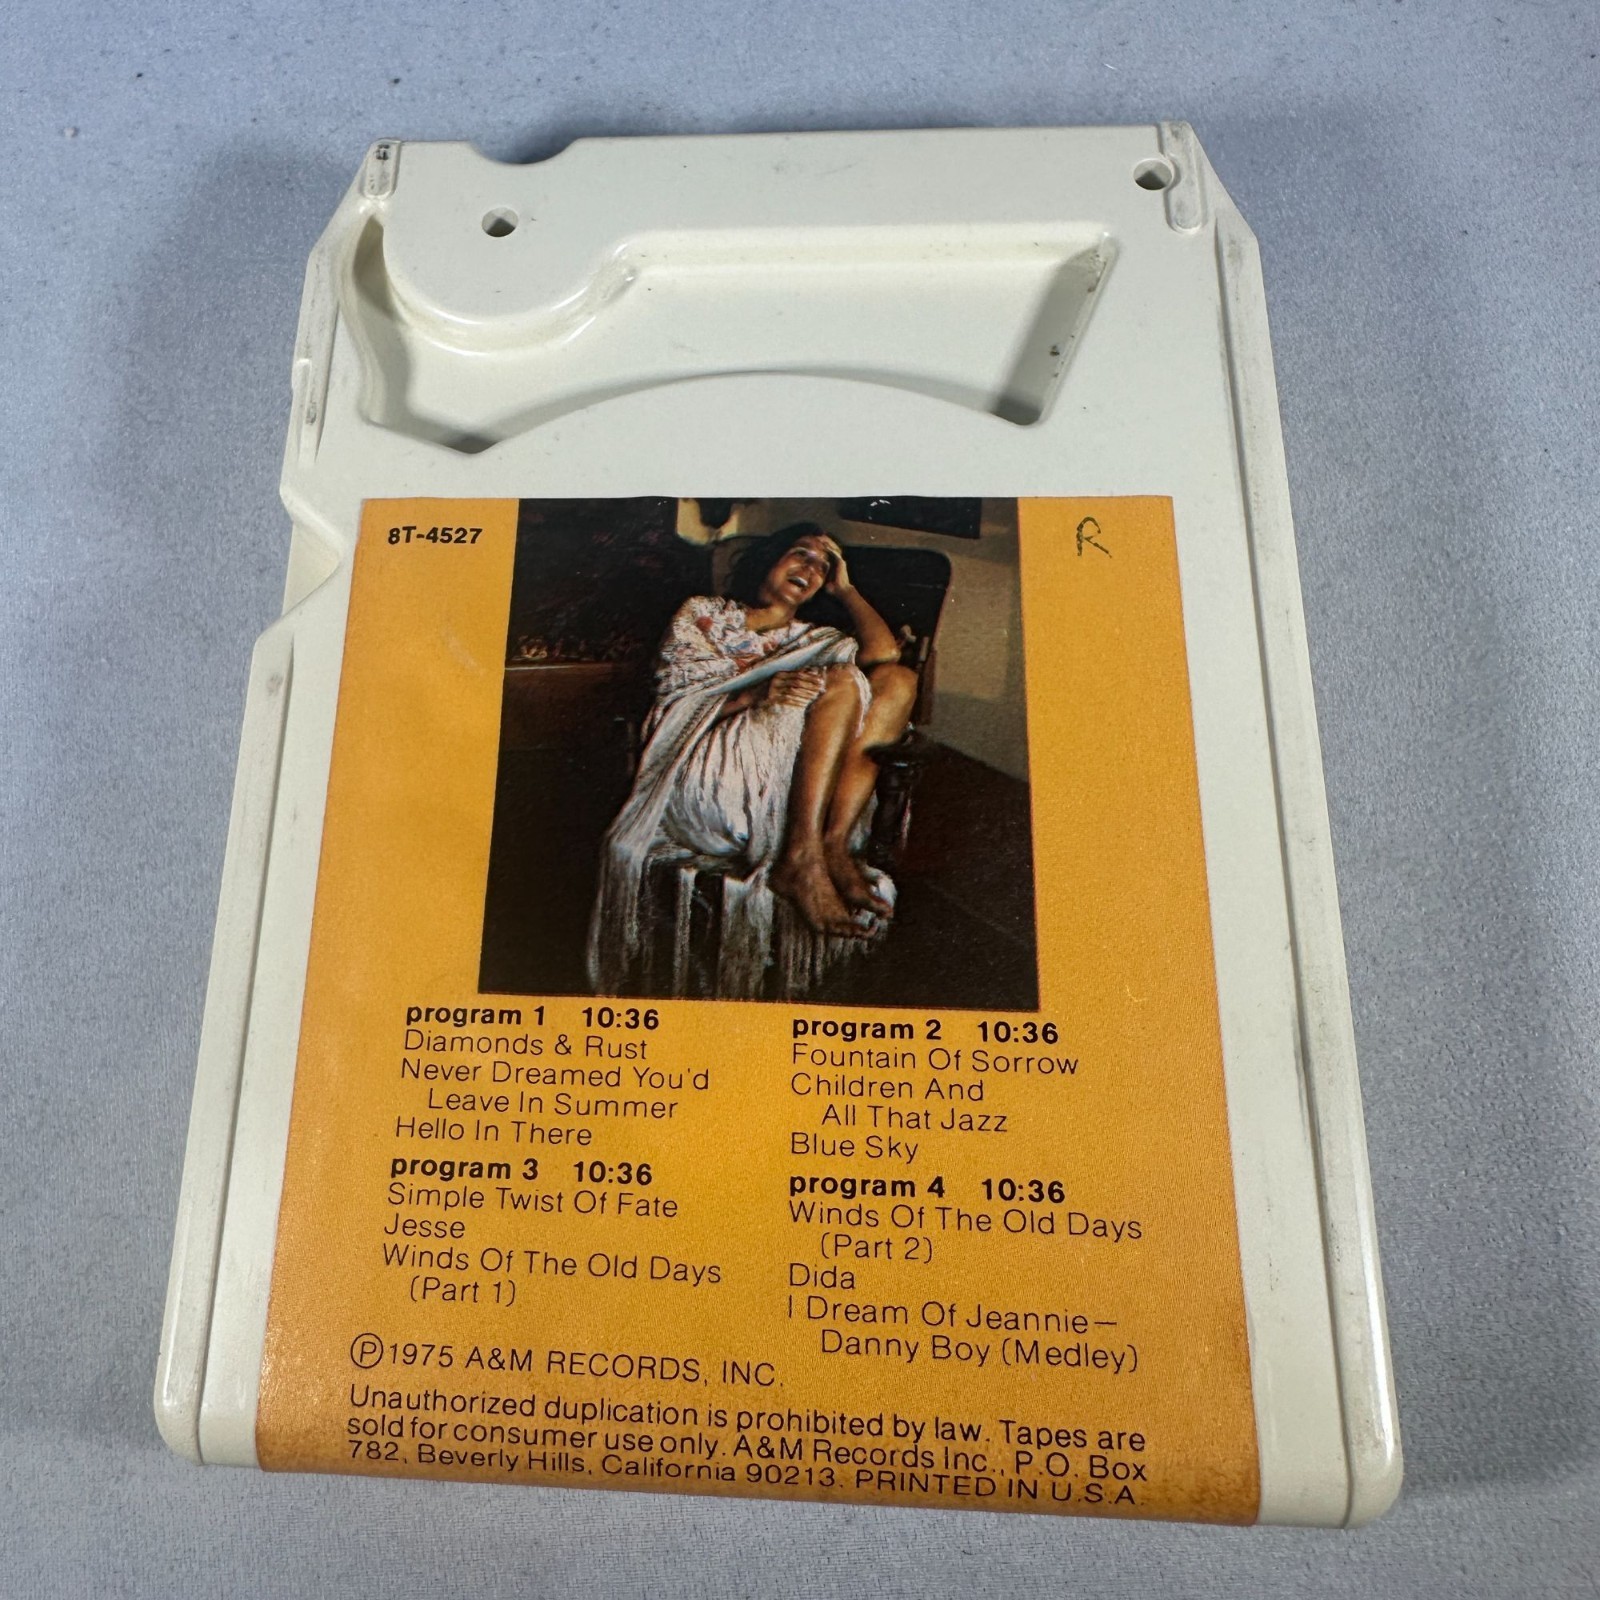 8T-4527
R
program 1 10:36
Diamonds & Rust
Never Dreamed You'd
Leave In Summer
Hello In There
program 2 10:36
Fountain Of Sorrow
Children And
All That Jazz
Blue Sky
program 3 10:36
Simple Twist Of Fate
Jesse
Winds Of The Old Days
(Part 1)
program 4 10:36
Winds Of The Old Days
(Part 2)
Dida
I Dream Of Jeannie—
Danny Boy (Medley)
Ⓟ1975 A&M RECORDS, INC.
Unauthorized duplication is prohibited by law. Tapes are
sold for consumer use only. A&M Records Inc., P.O. Box
782, Beverly Hills, California 90213. PRINTED IN U.S.A.